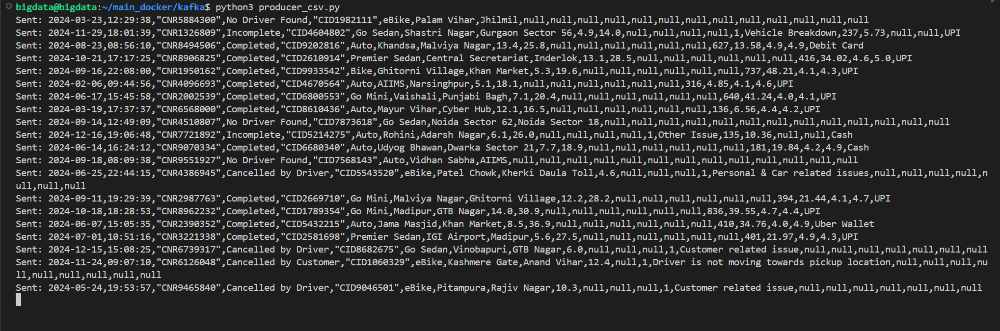 bigdata@bigdata:~/main_docker/kafka$ python3 producer_csv.py
Sent: 2024-03-23,12:29:38,"CNR5884300",No Driver Found,"CID1982111",eBike,Palam Vihar,Jhilmil,null,null,null,null,null,null,null,null,null,null,null,null,null
Sent: 2024-11-29,18:01:39,"CNR1326809",Incomplete,"CID4604802",Go Sedan,Shastri Nagar,Gurgaon Sector 56,4.9,14.0,null,null,null,null,1,Vehicle Breakdown,237,5.73,null,null,UPI
Sent: 2024-08-23,08:56:10,"CNR8494506",Completed,"CID9202816",Auto,Khandsa,Malviya Nagar,13.4,25.8,null,null,null,null,null,null,627,13.58,4.9,4.9,Debit Card
Sent: 2024-10-21,17:17:25,"CNR8906825",Completed,"CID2610914",Premier Sedan,Central Secretariat,Inderlok,13.1,28.5,null,null,null,null,null,null,416,34.02,4.6,5.0,UPI
Sent: 2024-09-16,22:08:00,"CNR1950162",Completed,"CID9933542",Bike,Ghitorni Village,Khan Market,5.3,19.6,null,null,null,null,null,null,737,48.21,4.1,4.3,UPI
Sent: 2024-02-06,09:44:56,"CNR4096693",Completed,"CID4670564",Auto,AIIMS,Narsinghpur,5.1,18.1,null,null,null,null,null,null,316,4.85,4.1,4.6,UPI
Sent: 2024-06-17,15:45:58,"CNR2002539",Completed,"CID6800553",Go Mini,Vaishali,Punjabi Bagh,7.1,20.4,null,null,null,null,null,null,640,41.24,4.0,4.1,UPI
Sent: 2024-03-19,17:37:37,"CNR6568000",Completed,"CID8610436",Auto,Mayur Vihar,Cyber Hub,12.1,16.5,null,null,null,null,null,null,136,6.56,4.4,4.2,UPI
Sent: 2024-09-14,12:49:09,"CNR4510807",No Driver Found,"CID7873618",Go Sedan,Noida Sector 62,Noida Sector 18,null,null,null,null,null,null,null,null,null,null,null,null,null
Sent: 2024-12-16,19:06:48,"CNR7721892",Incomplete,"CID5214275",Auto,Rohini,Adarsh Nagar,6.1,26.0,null,null,null,null,1,Other Issue,135,10.36,null,null,Cash
Sent: 2024-06-14,16:24:12,"CNR9070334",Completed,"CID6680340",Auto,Udyog Bhawan,Dwarka Sector 21,7.7,18.9,null,null,null,null,null,null,181,19.84,4.2,4.9,Cash
Sent: 2024-09-18,08:09:38,"CNR9551927",No Driver Found,"CID7568143",Auto,Vidhan Sabha,AIIMS,null,null,null,null,null,null,null,null,null,null,null,null,null
Sent: 2024-06-25,22:44:15,"CNR4386945",Cancelled by Driver,"CID5543520",eBike,Patel Chowk,Kherki Daula Toll,4.6,null,null,null,1,Personal & Car related issues,null,null,null,null,n
ull,null,null
Sent: 2024-09-11,19:29:39,"CNR2987763",Completed,"CID2669710",Go Mini,Malviya Nagar,Ghitorni Village,12.2,28.2,null,null,null,null,null,null,394,21.44,4.1,4.7,UPI
Sent: 2024-10-18,18:28:53,"CNR8962232",Completed,"CID1789354",Go Mini,Madipur,GTB Nagar,14.0,30.9,null,null,null,null,null,null,836,39.55,4.7,4.4,UPI
Sent: 2024-06-07,15:05:35,"CNR2390352",Completed,"CID5432215",Auto,Jama Masjid,Khan Market,8.5,36.9,null,null,null,null,null,null,410,34.76,4.0,4.9,Uber Wallet
Sent: 2024-07-01,10:51:16,"CNR3221338",Completed,"CID2581698",Premier Sedan,IGI Airport,Madipur,5.6,27.5,null,null,null,null,null,null,401,21.97,4.9,4.3,UPI
Sent: 2024-12-15,15:08:25,"CNR6739317",Cancelled by Driver,"CID8682675",Go Sedan,Vinobapuri,GTB Nagar,6.0,null,null,null,1,Customer related issue,null,null,null,null,null,null,null
Sent: 2024-11-24,09:07:10,"CNR6126048",Cancelled by Customer,"CID1060329",eBike,Kashmere Gate,Anand Vihar,12.4,null,1,Driver is not moving towards pickup location,null,null,null,nu
ll,null,null,null,null,null
Sent: 2024-05-24,19:53:57,"CNR9465840",Cancelled by Driver,"CID9046501",eBike,Pitampura,Rajiv Nagar,10.3,null,null,null,1,Customer related issue,null,null,null,null,null,null,null